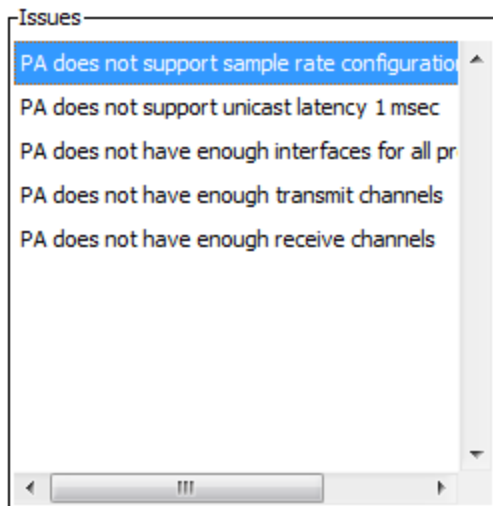 Issues
PA does not support sample rate configuration
PA does not support unicast latency 1 msec
PA does not have enough interfaces for all pr
PA does not have enough transmit channels
PA does not have enough receive channels